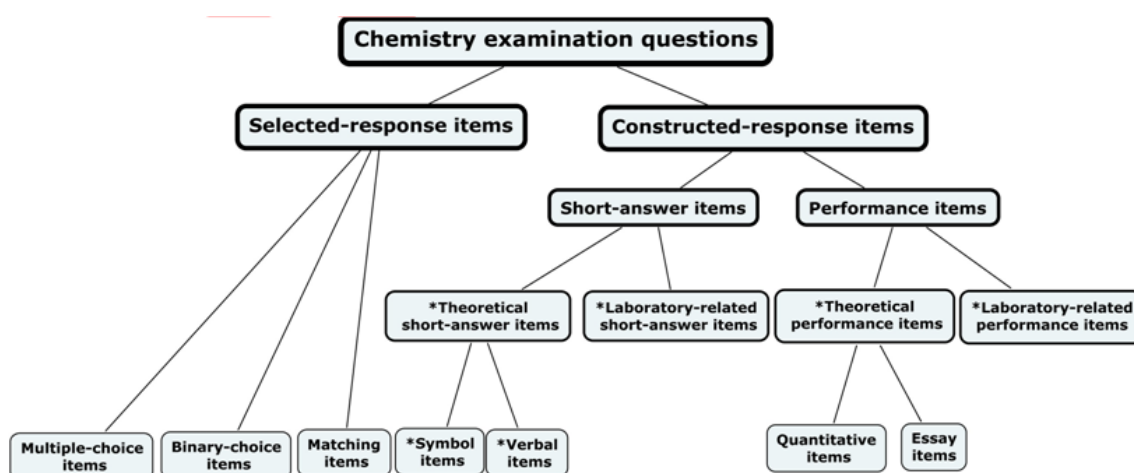 Chemistry examination questions
Selected-response items
Constructed-response items
Short-answer items
Performance items
*Theoretical
short-answer items
*Laboratory-related
short-answer items
*Theoretical
performance items
*Laboratory-related
performance items
Multiple-choice
items
Binary-choice
items
Matching
items
*Symbol
items
*Verbal
items
Quantitative
items
Essay
items